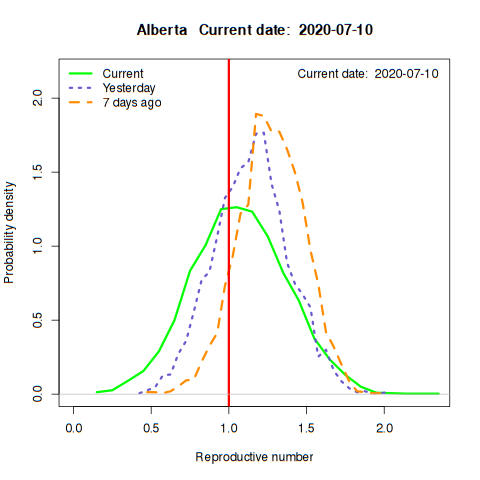 Alberta   Current date:  2020-07-10
Current
Yesterday
7 days ago
Current date:  2020-07-10
Probability density
0.0
0.5
1.0
1.5
2.0
0.0 0.5 1.0 1.5 2.0
Reproductive number